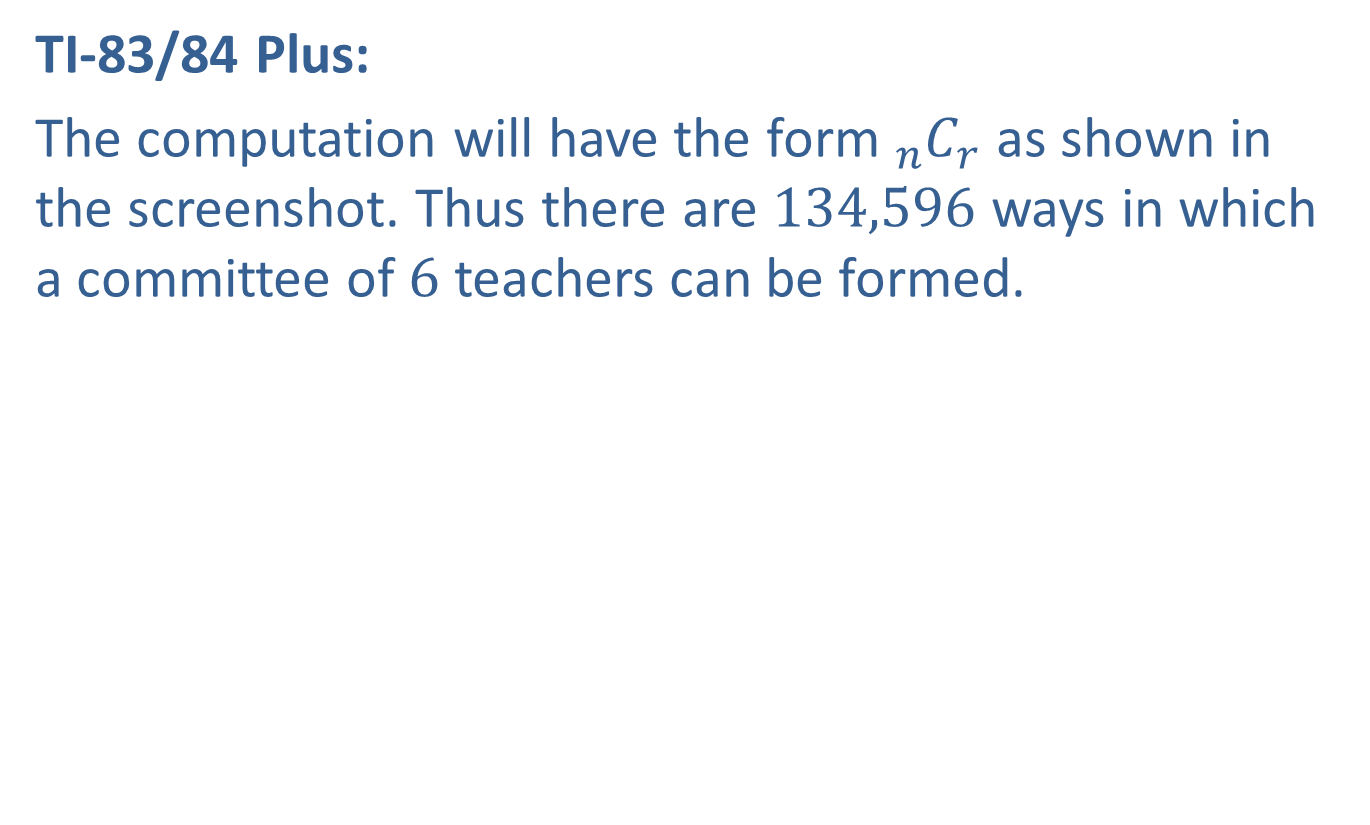 TI-83/84 Plus:
The computation will have the form ₙCᵣ as shown in
the screenshot. Thus there are 134,596 ways in which
a committee of 6 teachers can be formed.